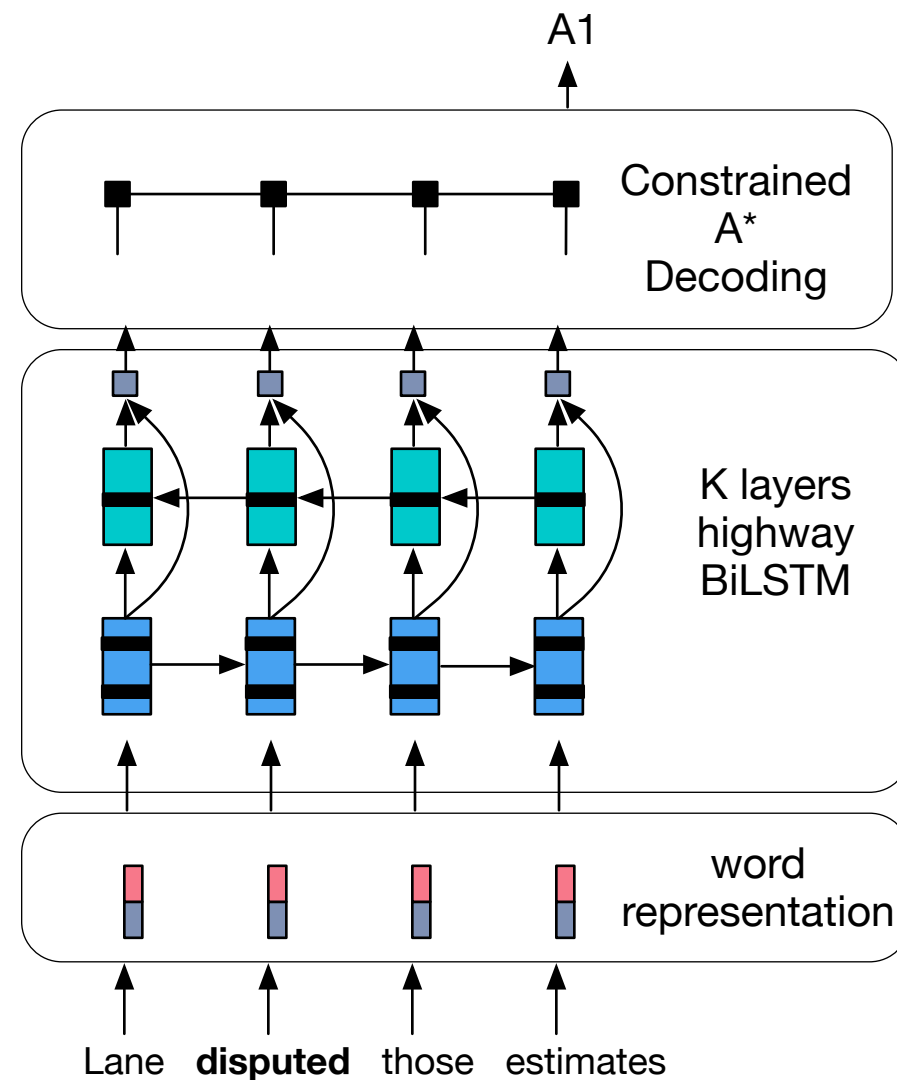 A1
Constrained
A*
Decoding
K layers
highway
BiLSTM
word
representation
Lane disputed those estimates